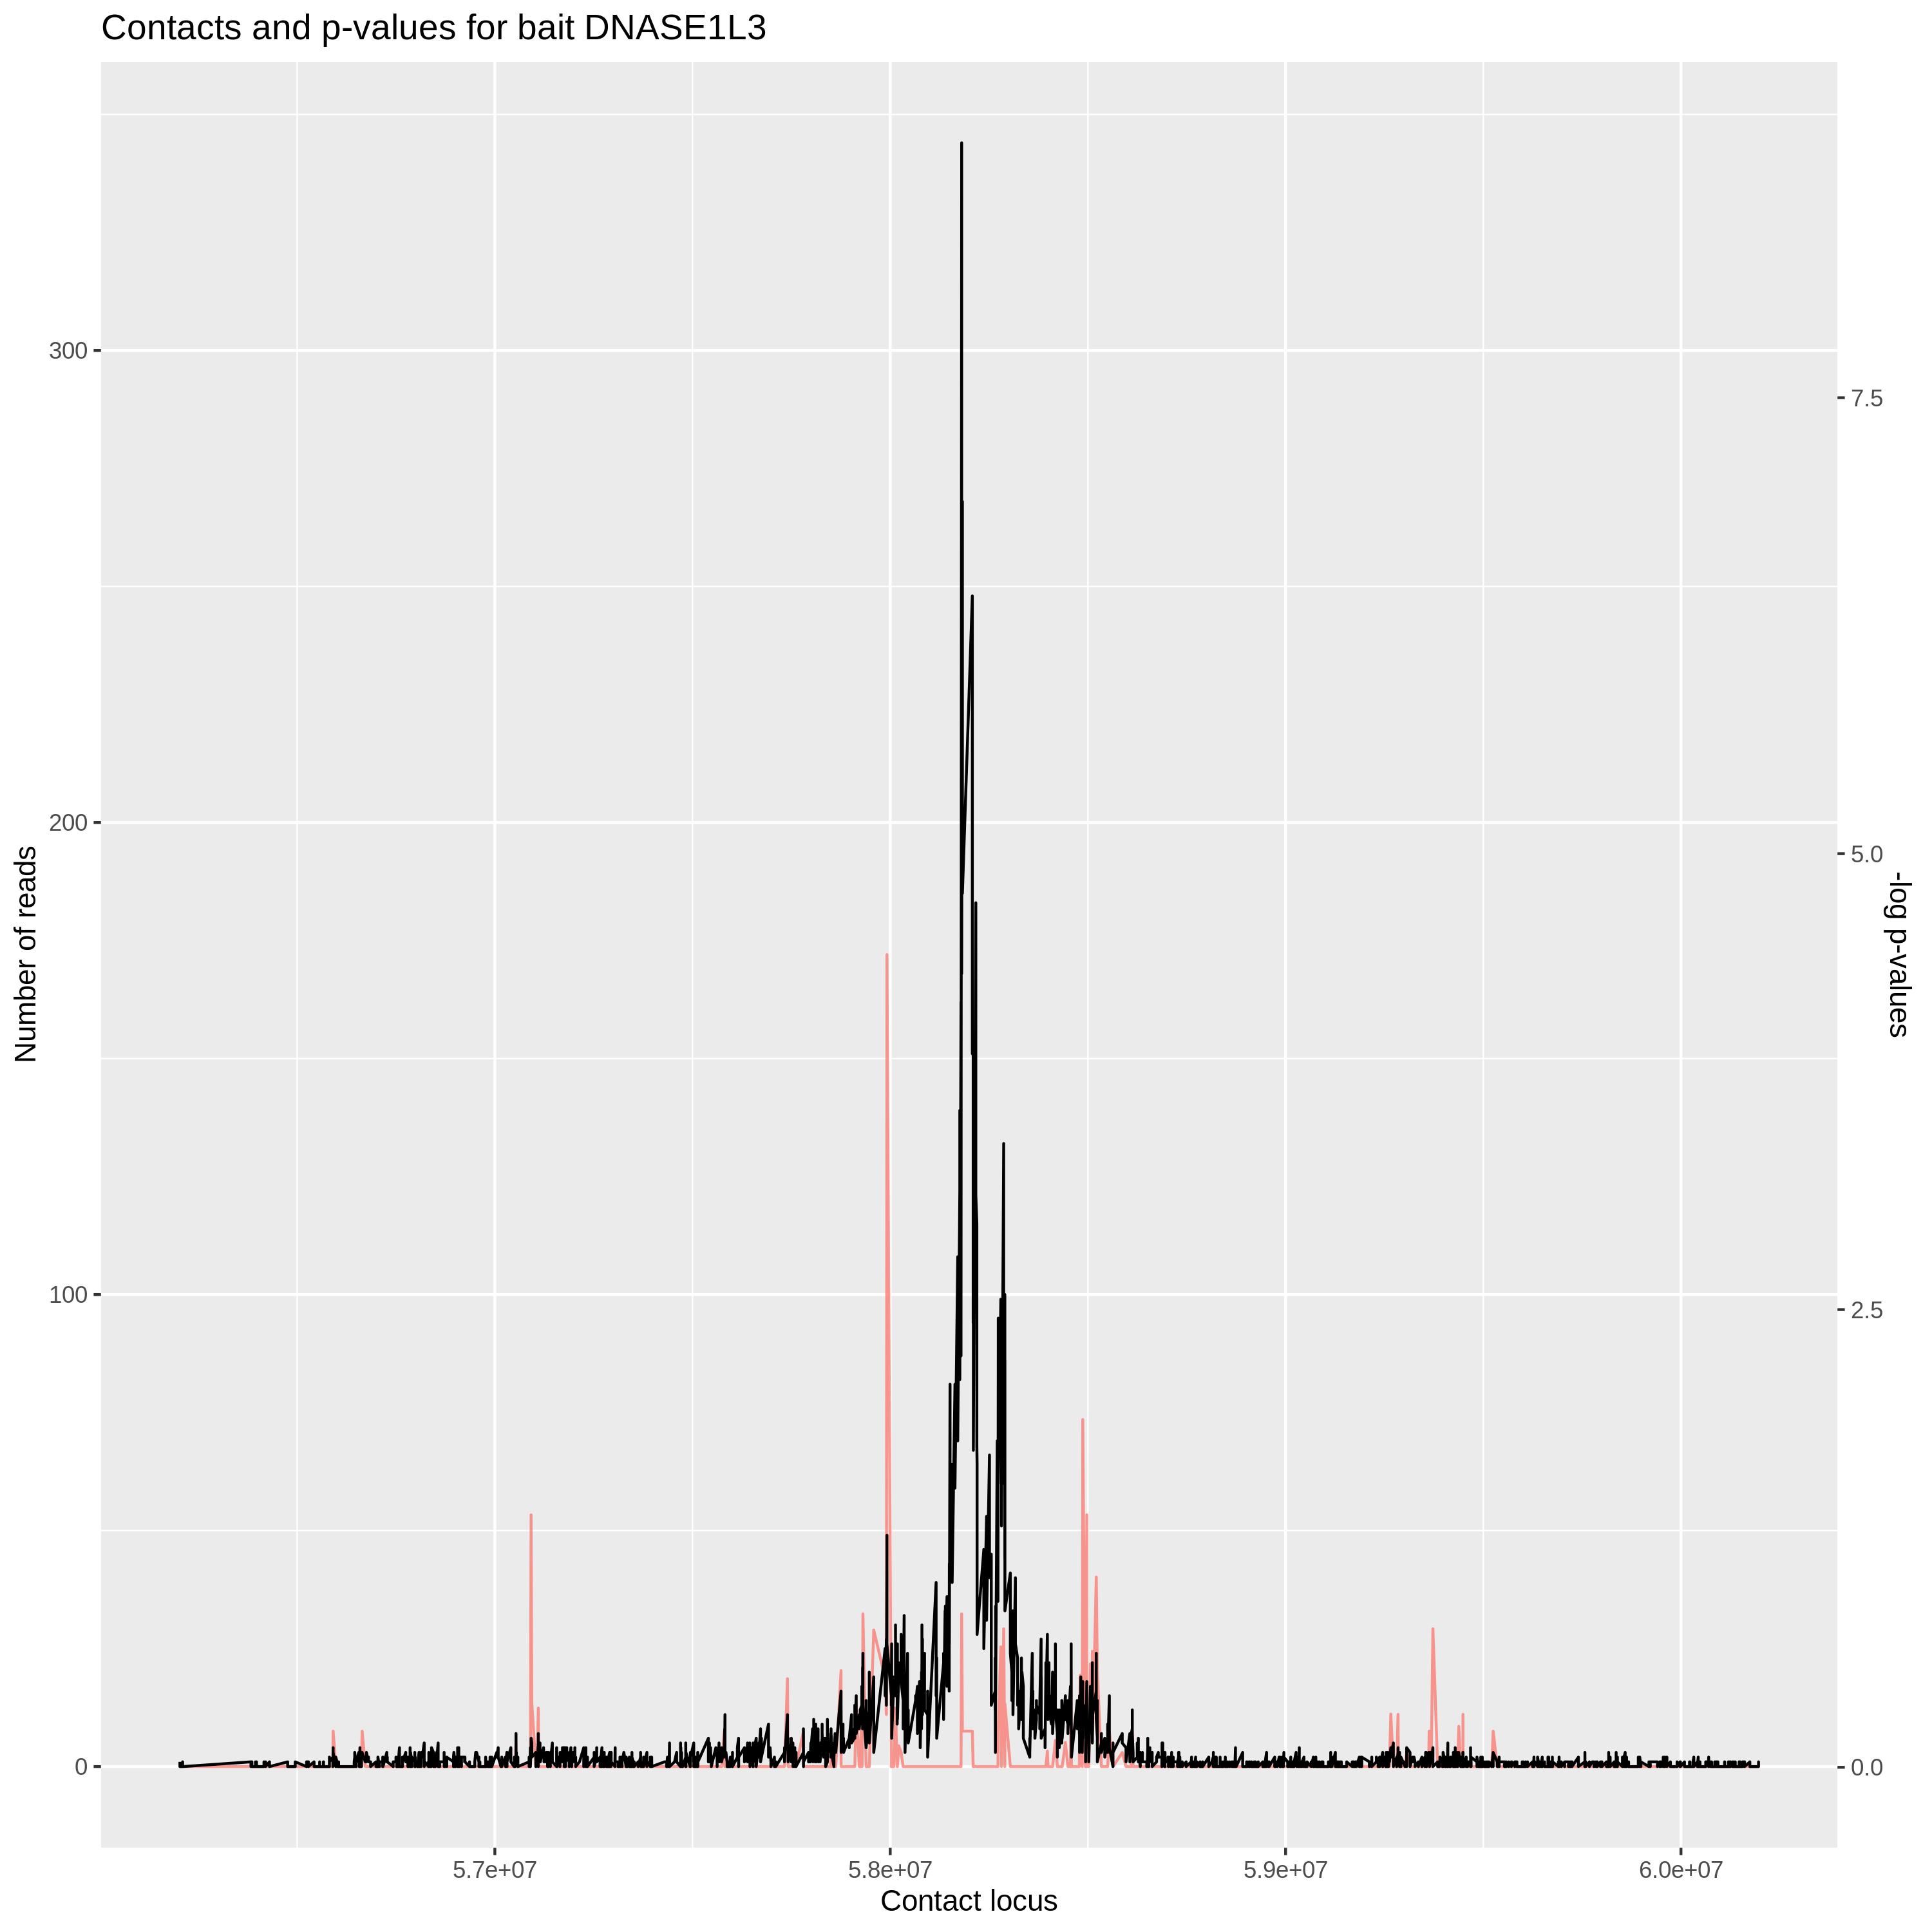 Contacts and p-values for bait DNASE1L3
300
200
100
0
Number of reads
7.5
5.0
2.5
0.0
-log p-values
5.7e+07
5.8e+07
5.9e+07
6.0e+07
Contact locus